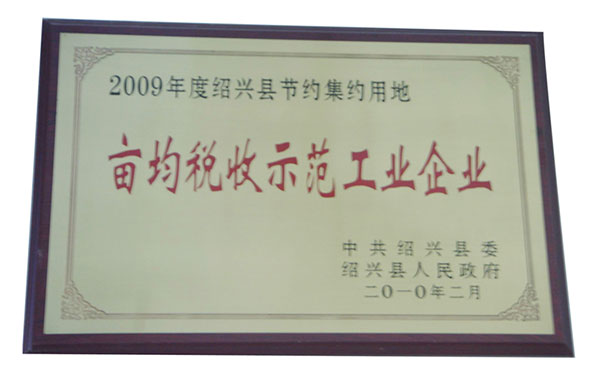 2009年度绍兴县节约集约用地
亩均税收示范工业企业
中共绍兴县委
绍兴县人民政府
二〇一〇年二月